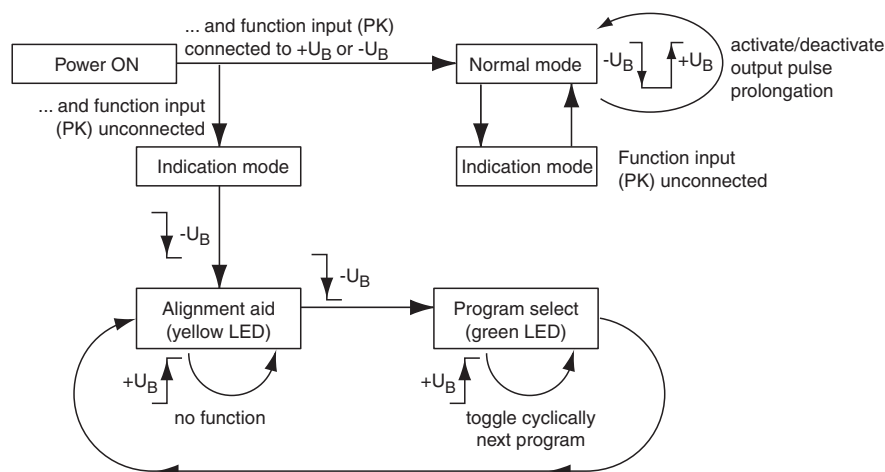 ... and function input (PK)
connected to +UB or -UB
Power ON
Normal mode
-UB
+UB
activate/deactivate
output pulse
prolongation
... and function input
(PK) unconnected
Indication mode
Indication mode
Function input
(PK) unconnected
-UB
-UB
Alignment aid
(yellow LED)
Program select
(green LED)
+UB
no function
+UB
toggle cyclically
next program